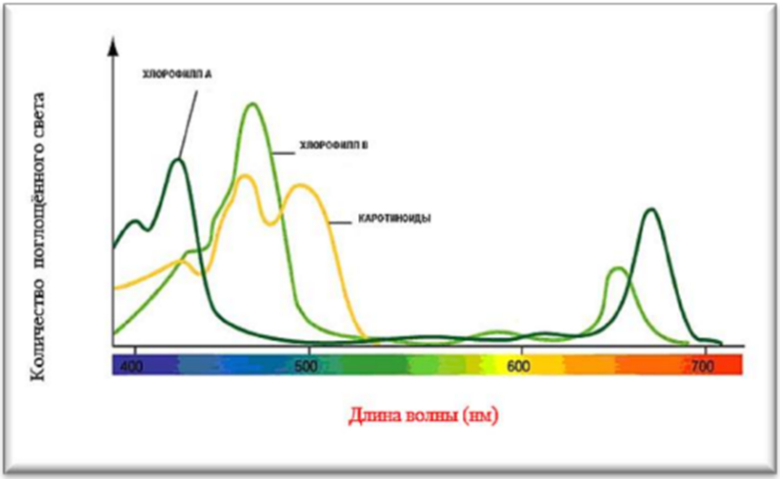 Количество поглощённого света
ХЛОРОФИЛЛ А
ХЛОРОФИЛЛ В
КАРОТИНОИДЫ
400 500 600 700
Длина волны (нм)